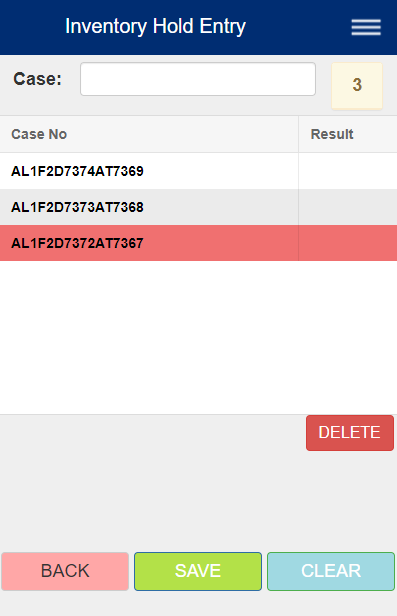 Inventory Hold Entry
Case: 3
Case No Result
AL1F2D7374AT7369
AL1F2D7373AT7368
AL1F2D7372AT7367
DELETE
BACK SAVE CLEAR